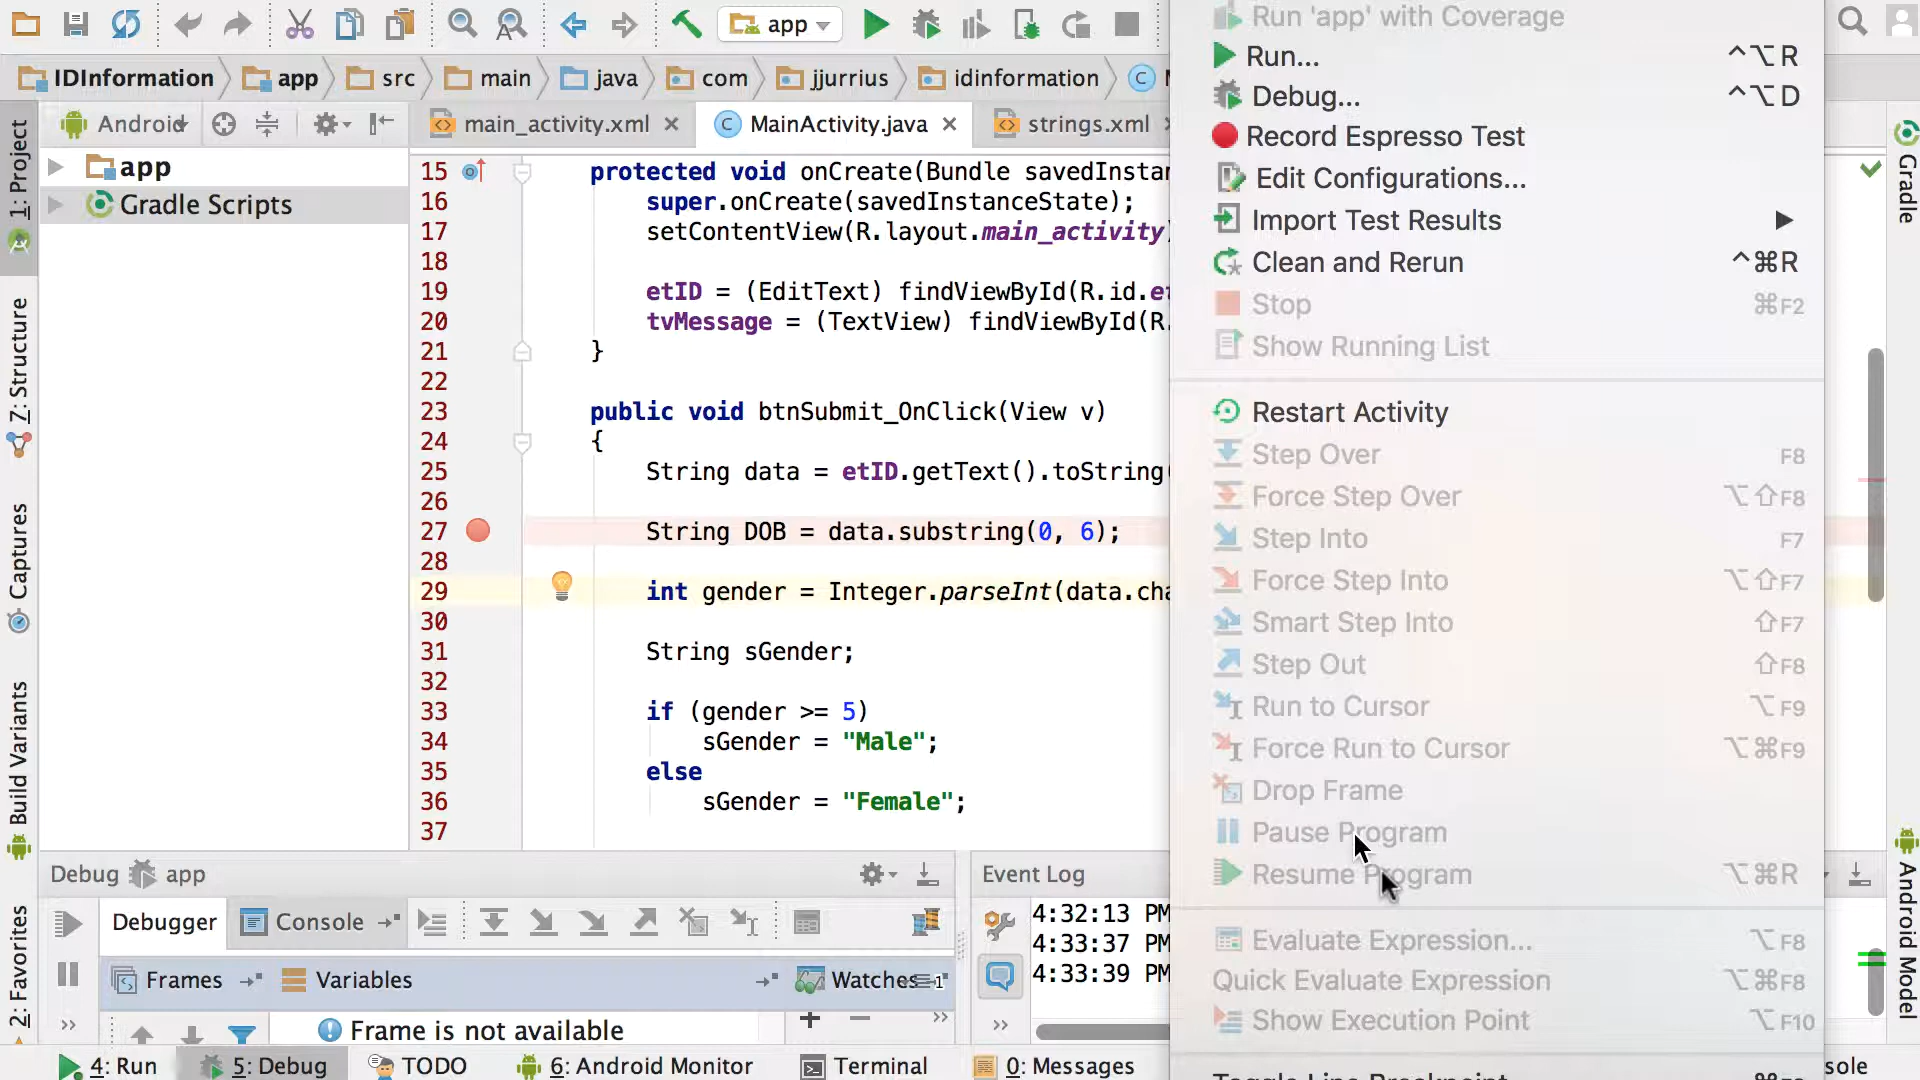 app
Run 'app' with Coverage
Run... ^⌥R
Debug... ^⌥D
Record Espresso Test
Edit Configurations...
Import Test Results
Clean and Rerun ^⌘R
Stop ⌘F2
Show Running List
Restart Activity
Step Over F8
Force Step Over ⌥⇧F8
Step Into F7
Force Step Into ⌥⇧F7
Smart Step Into ⇧F7
Step Out ⇧F8
Run to Cursor ⌥F9
Force Run to Cursor ⌥⌘F9
Drop Frame
Pause Program
Resume Program ⌥⌘R
Evaluate Expression... ⌥F8
Quick Evaluate Expression ⌥⌘F8
Show Execution Point ⌥F10
Toggle Line Breakpoint ⌘F8
IDInformation app src main java com jjurrius idinformation
Android
main_activity.xml MainActivity.java strings.xml
app
Gradle Scripts
15 protected void onCreate(Bundle savedInstan
16 super.onCreate(savedInstanceState);
17 setContentView(R.layout.main_activity)
18
19 etID = (EditText) findViewById(R.id.et
20 tvMessage = (TextView) findViewById(R.
21 }
22
23 public void btnSubmit_OnClick(View v)
24 {
25 String data = etID.getText().toString(
26
27 String DOB = data.substring(0, 6);
28
29 int gender = Integer.parseInt(data.cha
30
31 String sGender;
32
33 if (gender >= 5)
34 sGender = "Male";
35 else
36 sGender = "Female";
37
1: Project
7: Structure
Captures
Build Variants
2: Favorites
Gradle
Android Model
Debug app
Debugger Console
Frames Variables Watches
Frame is not available
Event Log
4:32:13 PM
4:33:37 PM
4:33:39 PM
4: Run 5: Debug TODO 6: Android Monitor Terminal 0: Messages sole